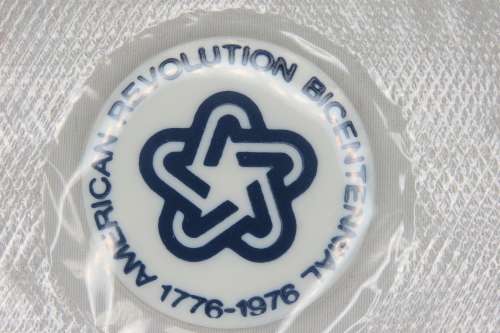 AMERICAN REVOLUTION BICENTENNIAL
1776-1976